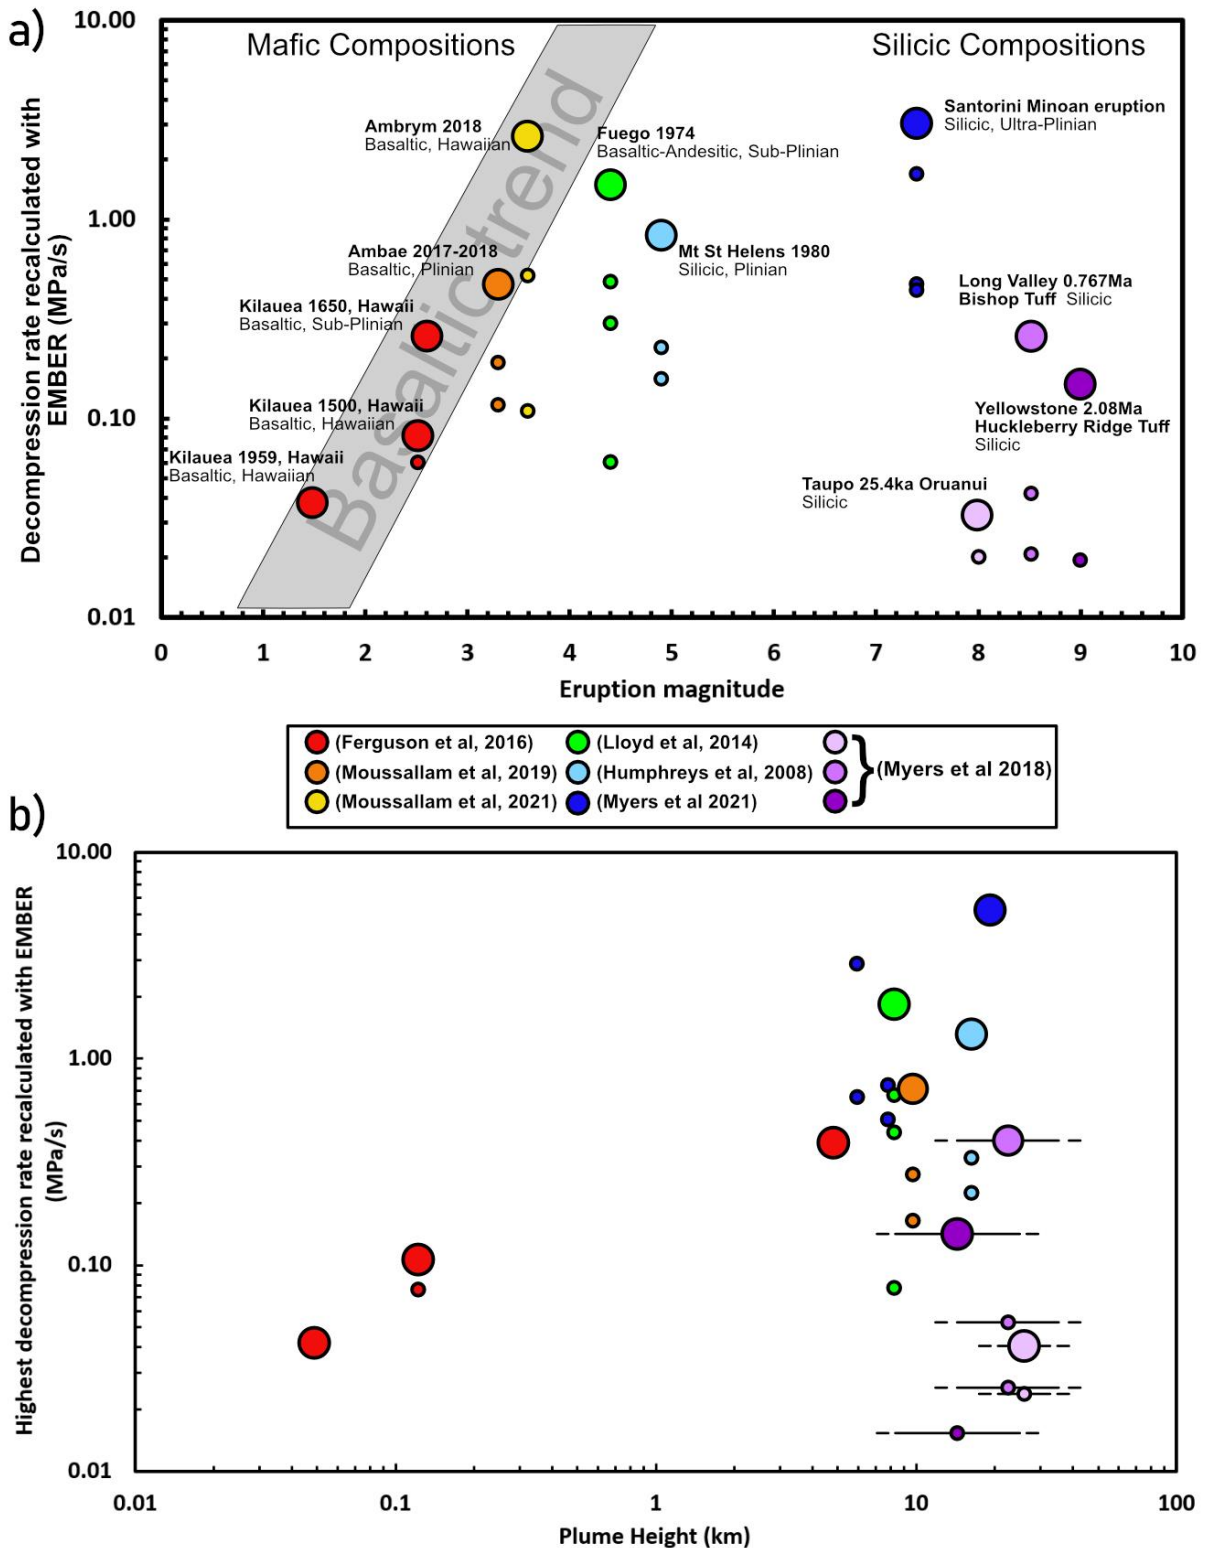 a)
Mafic Compositions
Silicic Compositions
Decompression rate recalculated with
EMBER (MPa/s)
10.00
1.00
0.10
0.01
Basaltic trend
Ambrym 2018
Basaltic, Hawaiian
Fuego 1974
Basaltic-Andesitic, Sub-Plinian
Santorini Minoan eruption
Silicic, Ultra-Plinian
Ambae 2017-2018
Basaltic, Plinian
Mt St Helens 1980
Silicic, Plinian
Long Valley 0.767Ma
Bishop Tuff Silicic
Kilauea 1650, Hawaii
Basaltic, Sub-Plinian
Kilauea 1500, Hawaii
Basaltic, Hawaiian
Yellowstone 2.08Ma
Huckleberry Ridge Tuff
Silicic
Kilauea 1959, Hawaii
Basaltic, Hawaiian
Taupo 25.4ka Oruanui
Silicic
0 1 2 3 4 5 6 7 8 9 10
Eruption magnitude
(Ferguson et al, 2016)
(Moussallam et al, 2019)
(Moussallam et al, 2021)
(Lloyd et al, 2014)
(Humphreys et al, 2008)
(Myers et al 2021)
(Myers et al 2018)
b)
Highest decompression rate recalculated with EMBER
(MPa/s)
10.00
1.00
0.10
0.01
0.01 0.1 1 10 100
Plume Height (km)